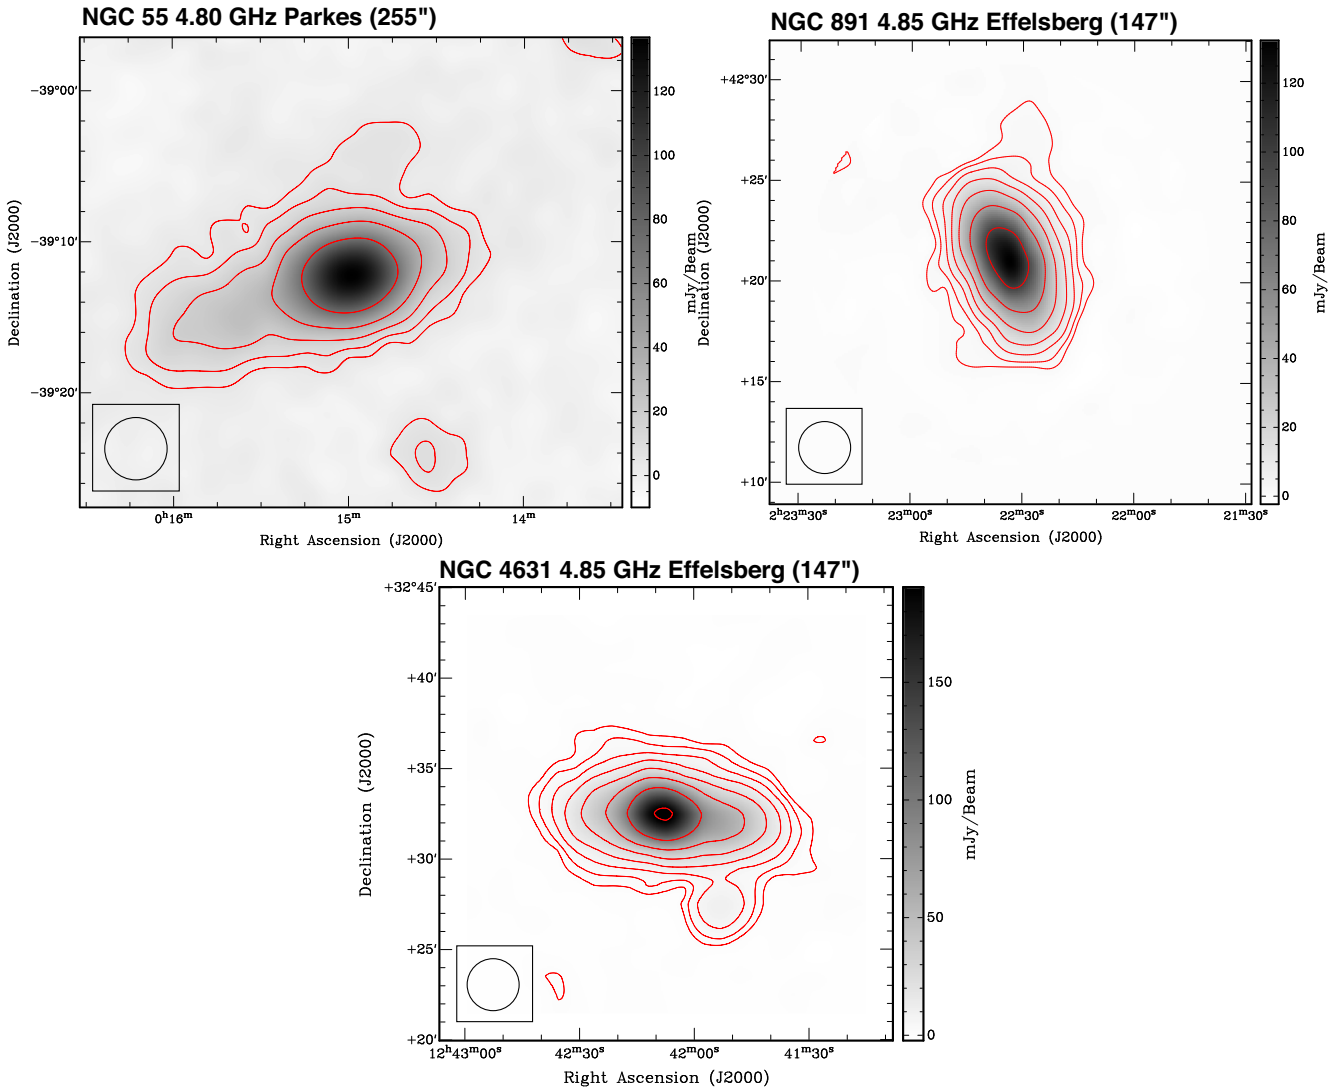 NGC 55 4.80 GHz Parkes (255")
−39°00′
−39°10′
−39°20′
Declination (J2000)
0ʰ16ᵐ
15ᵐ
14ᵐ
Right Ascension (J2000)
120
100
80
60
40
20
0
mJy/Beam
NGC 891 4.85 GHz Effelsberg (147")
+42°30′
+25′
+20′
+15′
+10′
Declination (J2000)
2ʰ23ᵐ30ˢ
23ᵐ00ˢ
22ᵐ30ˢ
22ᵐ00ˢ
21ᵐ30ˢ
Right Ascension (J2000)
120
100
80
60
40
20
0
mJy/Beam
NGC 4631 4.85 GHz Effelsberg (147")
+32°45′
+40′
+35′
+30′
+25′
+20′
Declination (J2000)
12ʰ43ᵐ00ˢ
42ᵐ30ˢ
42ᵐ00ˢ
41ᵐ30ˢ
Right Ascension (J2000)
150
100
50
0
mJy/Beam